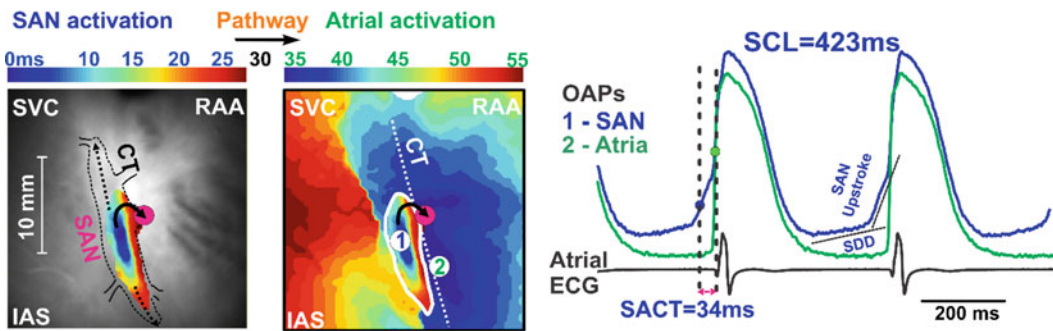 SAN activation
Pathway
Atrial activation
0ms 10 15 20 25 30 35 40 45 50 55
SVC
RAA
CT
10 mm
SAN
IAS
SVC
RAA
CT
1
2
IAS
SCL=423ms
OAPs
1 - SAN
2 - Atria
SAN
Upstroke
SDD
Atrial
ECG
SACT=34ms
200 ms